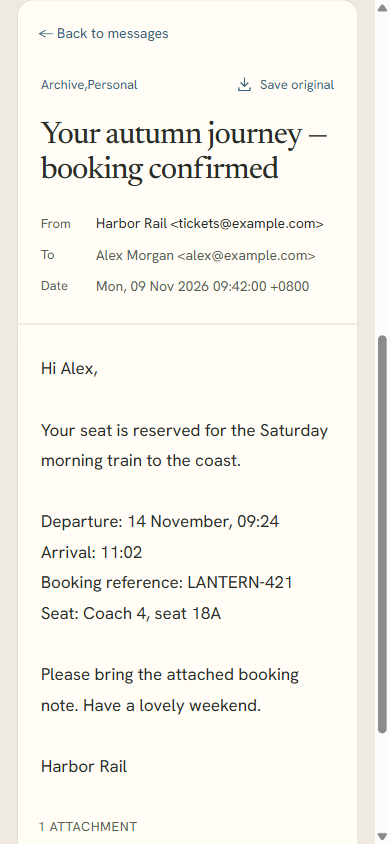 ← Back to messages
Archive,Personal
Save original
Your autumn journey —
booking confirmed
From Harbor Rail <tickets@example.com>
To Alex Morgan <alex@example.com>
Date Mon, 09 Nov 2026 09:42:00 +0800
Hi Alex,
Your seat is reserved for the Saturday
morning train to the coast.
Departure: 14 November, 09:24
Arrival: 11:02
Booking reference: LANTERN-421
Seat: Coach 4, seat 18A
Please bring the attached booking
note. Have a lovely weekend.
Harbor Rail
1 ATTACHMENT